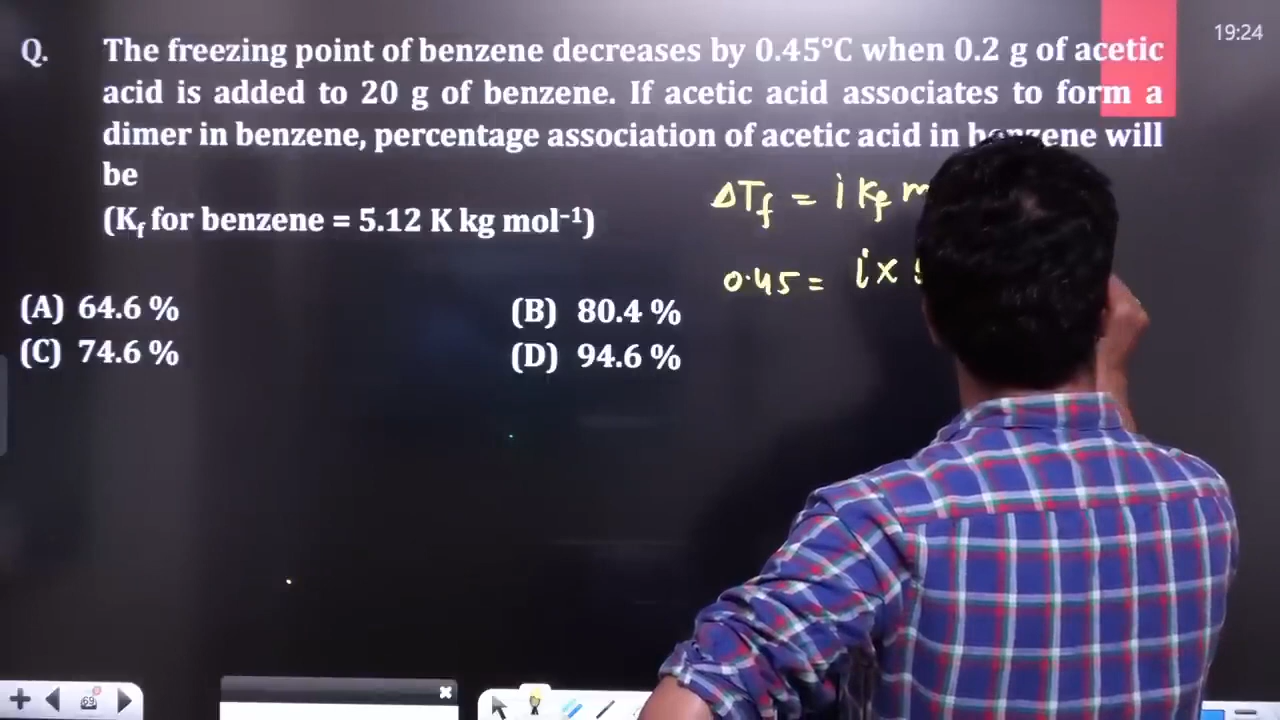 19:24
Q. The freezing point of benzene decreases by 0.45°C when 0.2 g of acetic
acid is added to 20 g of benzene. If acetic acid associates to form a
dimer in benzene, percentage association of acetic acid in benzene will
be
(Kf for benzene = 5.12 K kg mol⁻¹)
ΔTf = i Kf m
0.45 = i ×
(A) 64.6 % (B) 80.4 %
(C) 74.6 % (D) 94.6 %
69